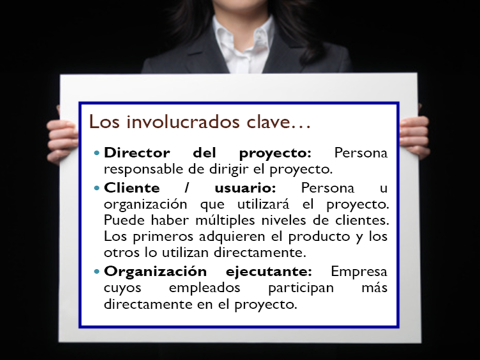 Los involucrados clave…
• Director del proyecto: Persona
responsable de dirigir el proyecto.
• Cliente / usuario: Persona u
organización que utilizará el proyecto.
Puede haber múltiples niveles de clientes.
Los primeros adquieren el producto y los
otros lo utilizan directamente.
• Organización ejecutante: Empresa
cuyos empleados participan más
directamente en el proyecto.